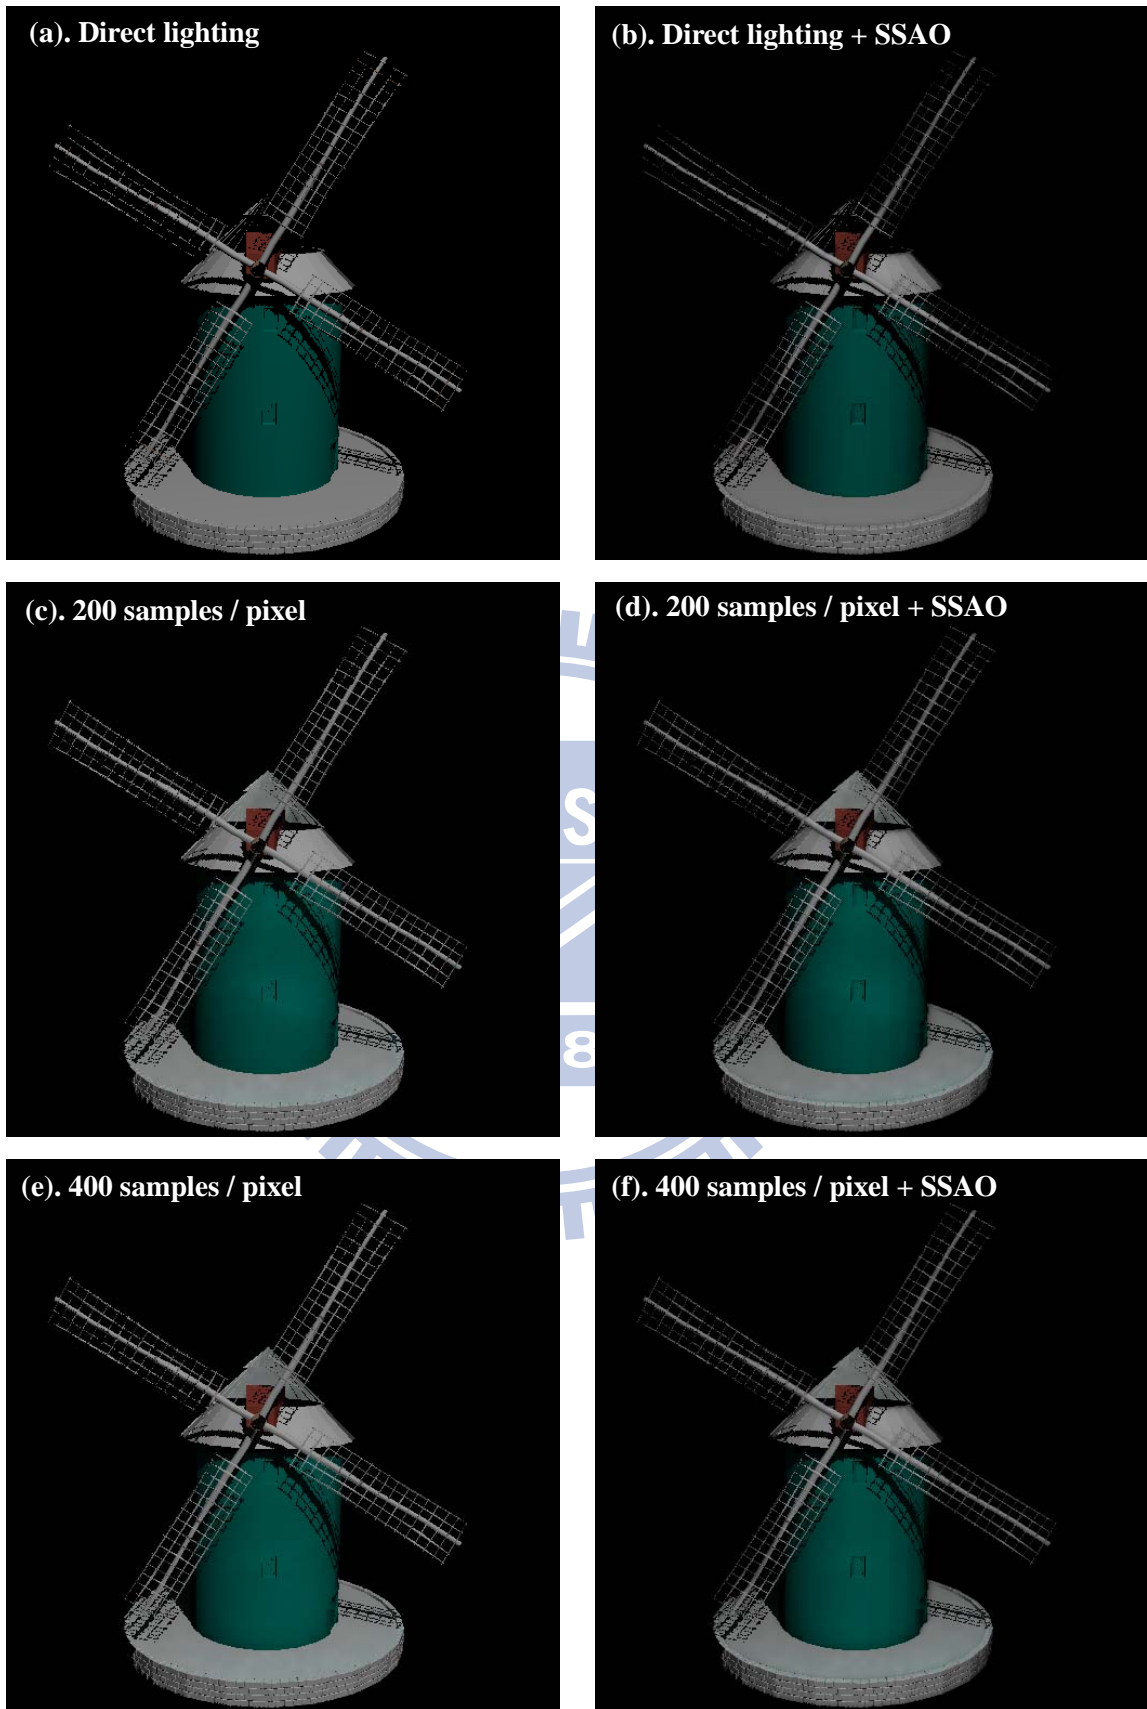 (a). Direct lighting
(b). Direct lighting + SSAO
(c). 200 samples / pixel
(d). 200 samples / pixel + SSAO
S
8
(e). 400 samples / pixel
(f). 400 samples / pixel + SSAO